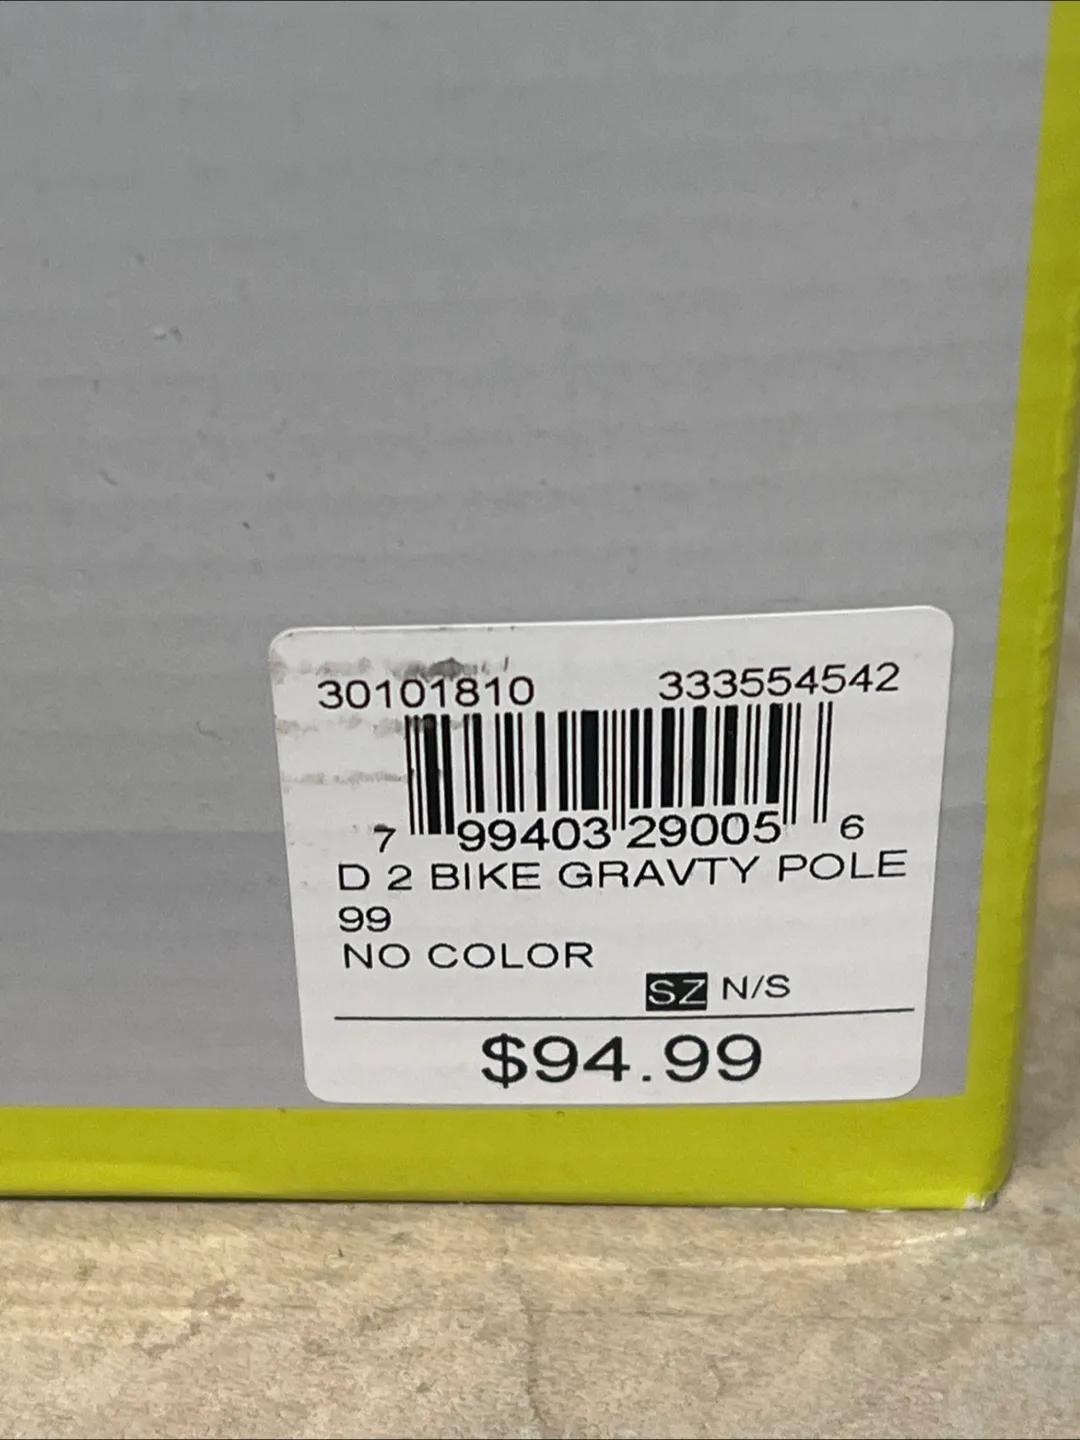 30101810 333554542
7 99403 29005 6
D 2 BIKE GRAVTY POLE
99
NO COLOR
SZ N/S
$94.99